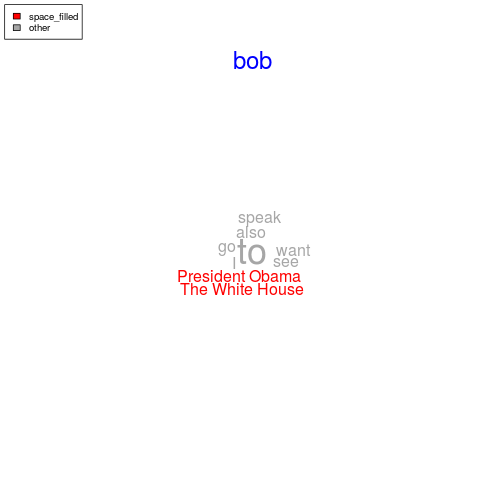 space_filled
other
bob
speak
also
go to want
I see
President Obama
The White House